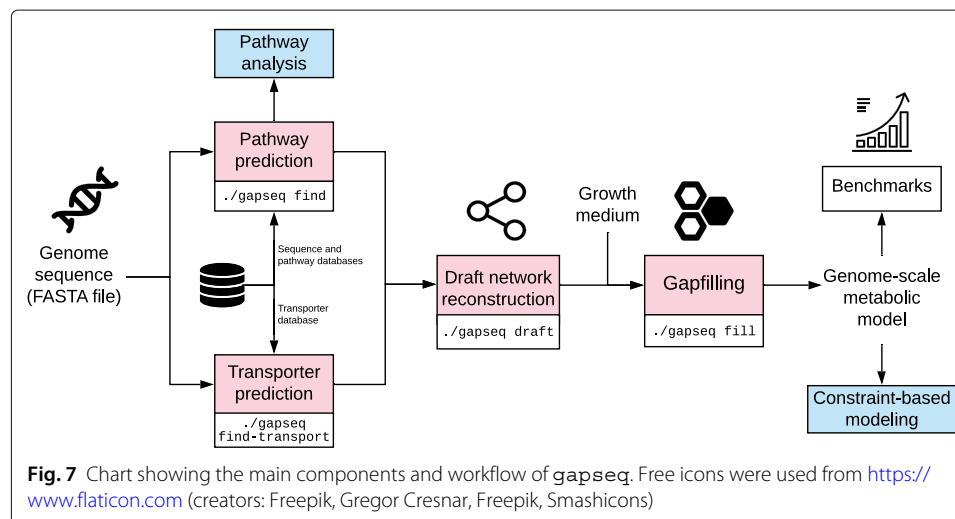 Pathway
analysis
Pathway
prediction
./gapseq find
Genome
sequence
(FASTA file)
Sequence and
pathway databases
Transporter
database
Transporter
prediction
./gapseq
find-transport
Draft network
reconstruction
./gapseq draft
Growth
medium
Gapfilling
./gapseq fill
Benchmarks
Genome-scale
metabolic
model
Constraint-based
modeling
Fig. 7 Chart showing the main components and workflow of gapseq. Free icons were used from https://
www.flaticon.com (creators: Freepik, Gregor Cresnar, Freepik, Smashicons)